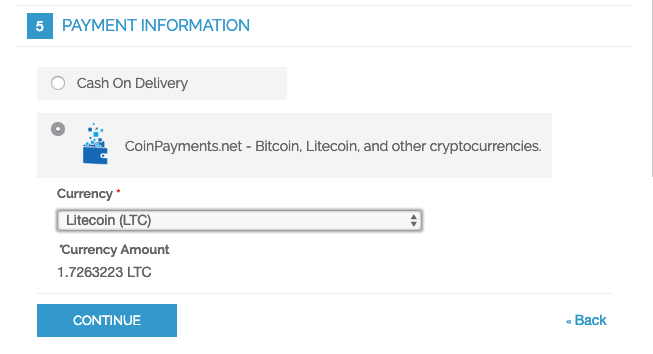 5 PAYMENT INFORMATION
Cash On Delivery
CoinPayments.net - Bitcoin, Litecoin, and other cryptocurrencies.
Currency *
Litecoin (LTC)
*Currency Amount
1.7263223 LTC
CONTINUE
« Back